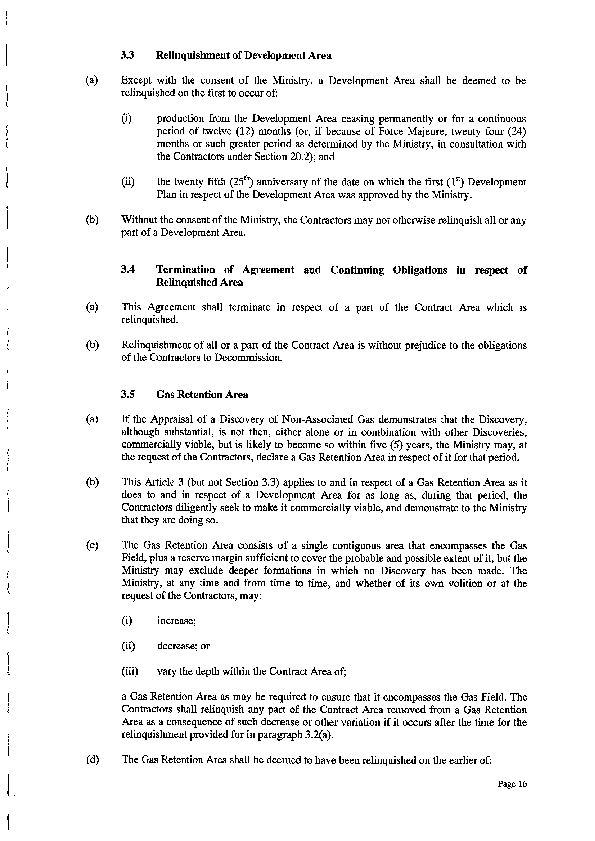 3.3 Relinquishment of Development Area
(a) Except with the consent of the Ministry, a Development Area shall be deemed to be
relinquished on the first to occur of:
(i) production from the Development Area ceasing permanently or for a continuous
period of twelve (12) months (or, if because of Force Majeure, twenty four (24)
months or such greater period as determined by the Ministry, in consultation with
the Contractors under Section 20.2); and
(ii) the twenty fifth (25th) anniversary of the date on which the first (1st) Development
Plan in respect of the Development Area was approved by the Ministry.
(b) Without the consent of the Ministry, the Contractors may not otherwise relinquish all or any
part of a Development Area.
3.4 Termination of Agreement and Continuing Obligations in respect of
Relinquished Area
(a) This Agreement shall terminate in respect of a part of the Contract Area which is
relinquished.
(b) Relinquishment of all or a part of the Contract Area is without prejudice to the obligations
of the Contractors to Decommission.
3.5 Gas Retention Area
(a) If the Appraisal of a Discovery of Non-Associated Gas demonstrates that the Discovery,
although substantial, is not then, either alone or in combination with other Discoveries,
commercially viable, but is likely to become so within five (5) years, the Ministry may, at
the request of the Contractors, declare a Gas Retention Area in respect of it for that period.
(b) This Article 3 (but not Section 3.3) applies to and in respect of a Gas Retention Area as it
does to and in respect of a Development Area for as long as, during that period, the
Contractors diligently seek to make it commercially viable, and demonstrate to the Ministry
that they are doing so.
(c) The Gas Retention Area consists of a single contiguous area that encompasses the Gas
Field, plus a reserve margin sufficient to cover the probable and possible extent of it, but the
Ministry may exclude deeper formations in which no Discovery has been made. The
Ministry, at any time and from time to time, and whether of its own volition or at the
request of the Contractors, may:
(i) increase;
(ii) decrease; or
(iii) vary the depth within the Contract Area of;
a Gas Retention Area as may be required to ensure that it encompasses the Gas Field. The
Contractors shall relinquish any part of the Contract Area removed from a Gas Retention
Area as a consequence of such decrease or other variation if it occurs after the time for the
relinquishment provided for in paragraph 3.2(a).
(d) The Gas Retention Area shall be deemed to have been relinquished on the earlier of:
Page 16